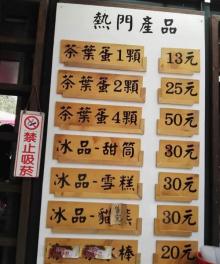 熱門產品
茶葉蛋1顆 13元
茶葉蛋2顆 25元
茶葉蛋4顆 50元
冰品-甜筒 30元
冰品-雪糕 30元
冰品- 30元
冰棒 20元
禁止吸菸